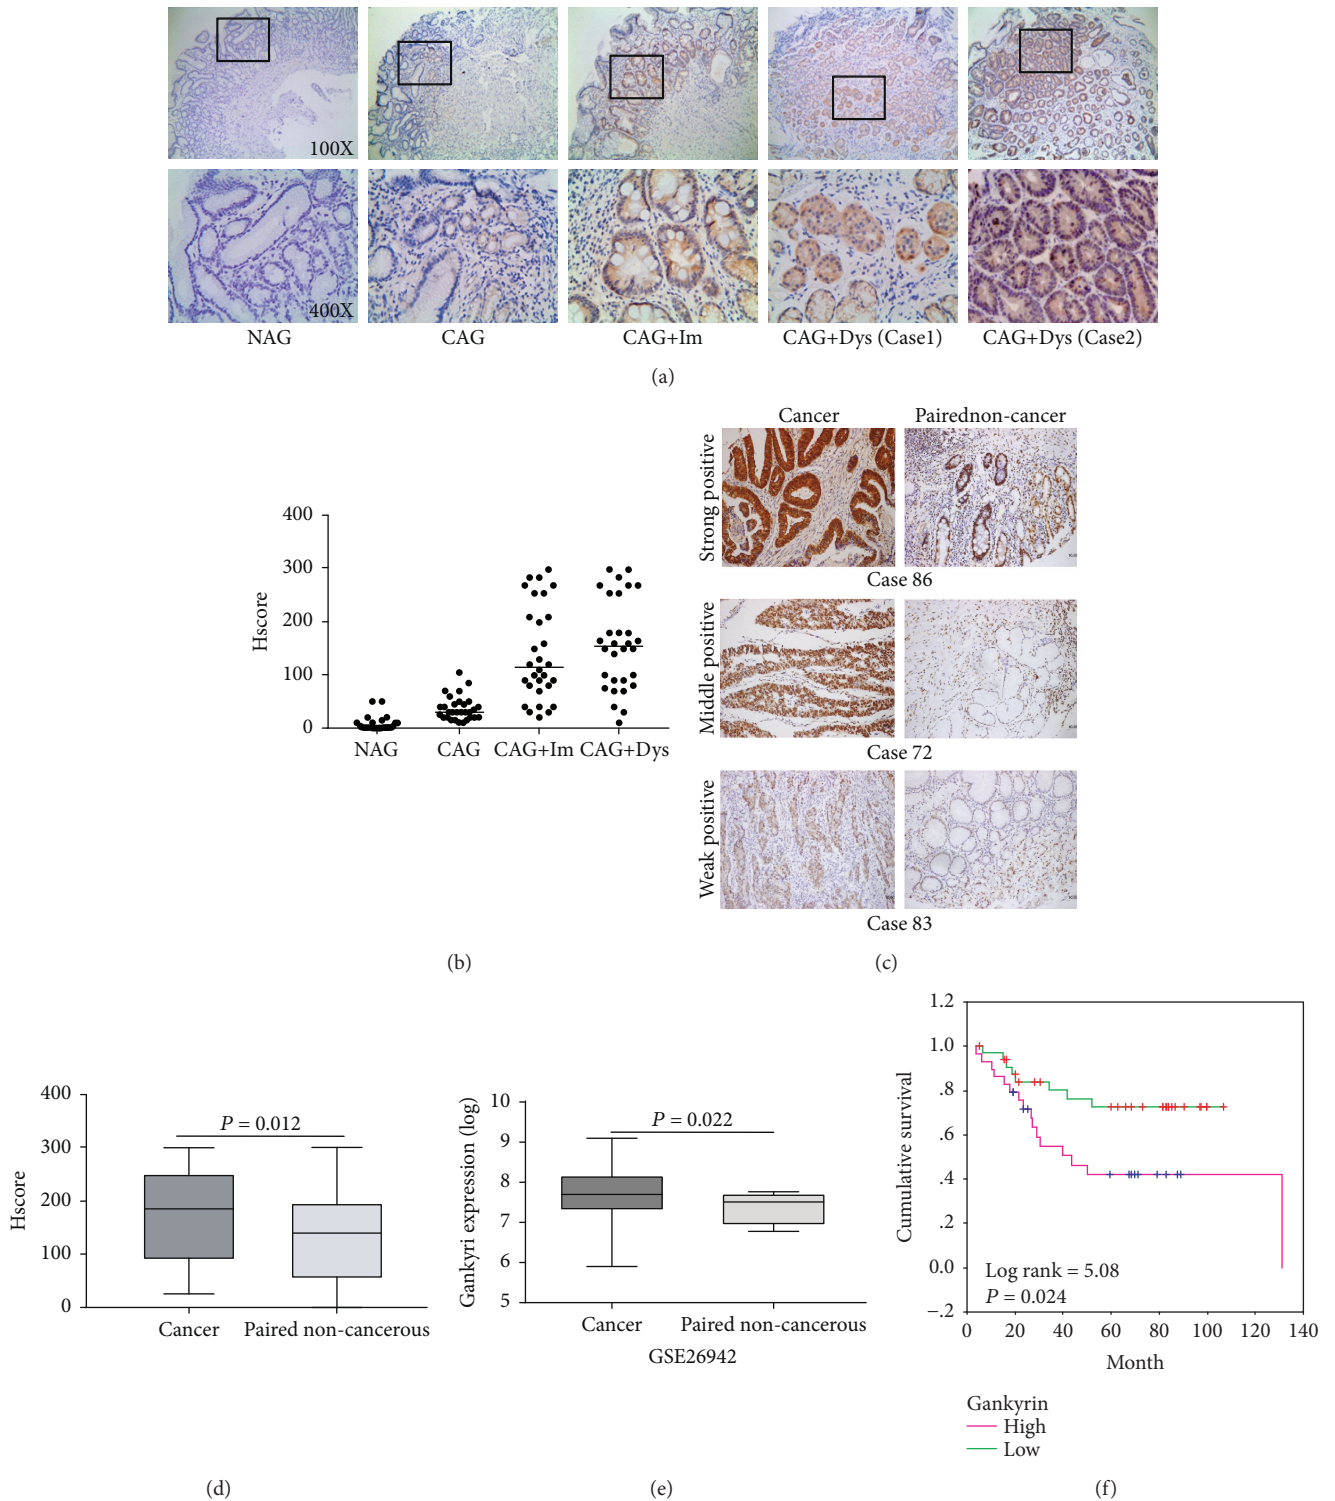 100X
400X
NAG
CAG
CAG+Im
CAG+Dys (Case1)
CAG+Dys (Case2)
(a)
Hscore
400
300
200
100
0
NAG
CAG
CAG+Im
CAG+Dys
(b)
Cancer
Pairednon-cancer
Strong positive
Case 86
Middle positive
Case 72
Weak positive
Case 83
(c)
Hscore
400
300
200
100
0
P = 0.012
Cancer
Paired non-cancerous
(d)
Gankyri expression (log)
10
9
8
7
6
5
P = 0.022
Cancer
Paired non-cancerous
GSE26942
(e)
Cumulative survival
1.2
1.0
.8
.6
.4
.2
0.0
−.2
Log rank = 5.08
P = 0.024
0
20
40
60
80
100
120
140
Month
Gankyrin
High
Low
(f)